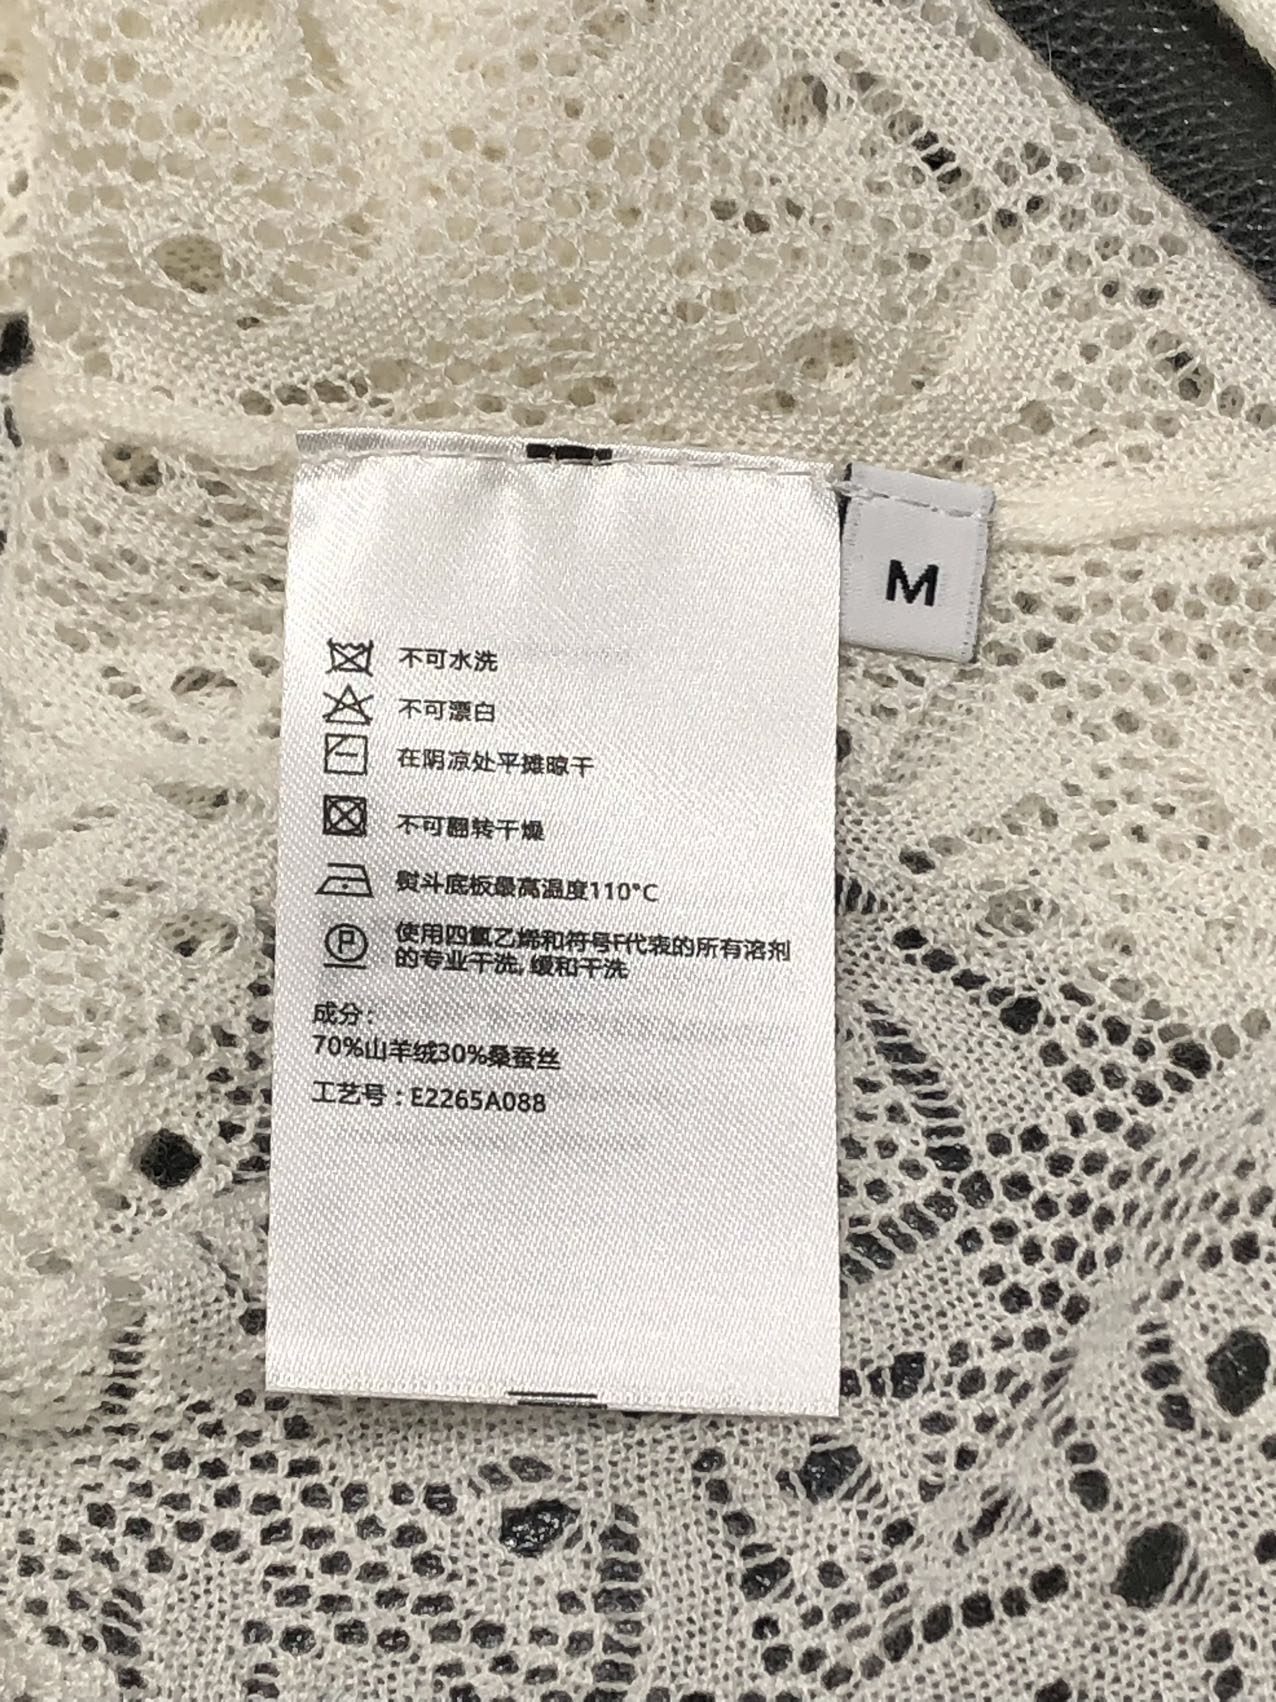 M
不可水洗
不可漂白
在阴凉处平摊晾干
不可翻转干燥
熨斗底板最高温度110°C
P
使用四氯乙烯和符号F代表的所有溶剂
的专业干洗,缓和干洗
成分:
70%山羊绒30%桑蚕丝
工艺号:E2265A088